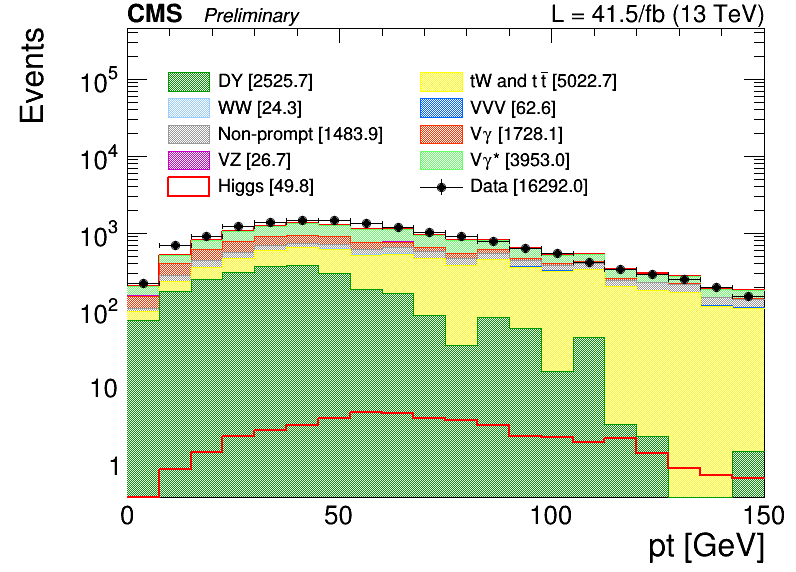 CMS Preliminary L = 41.5/fb (13 TeV)
Events
DY [2525.7] tW and tt̅ [5022.7]
WW [24.3] VVV [62.6]
Non-prompt [1483.9] Vγ [1728.1]
VZ [26.7] Vγ* [3953.0]
Higgs [49.8] Data [16292.0]
10⁵
10⁴
10³
10²
10
1
0 50 100 150
pt [GeV]